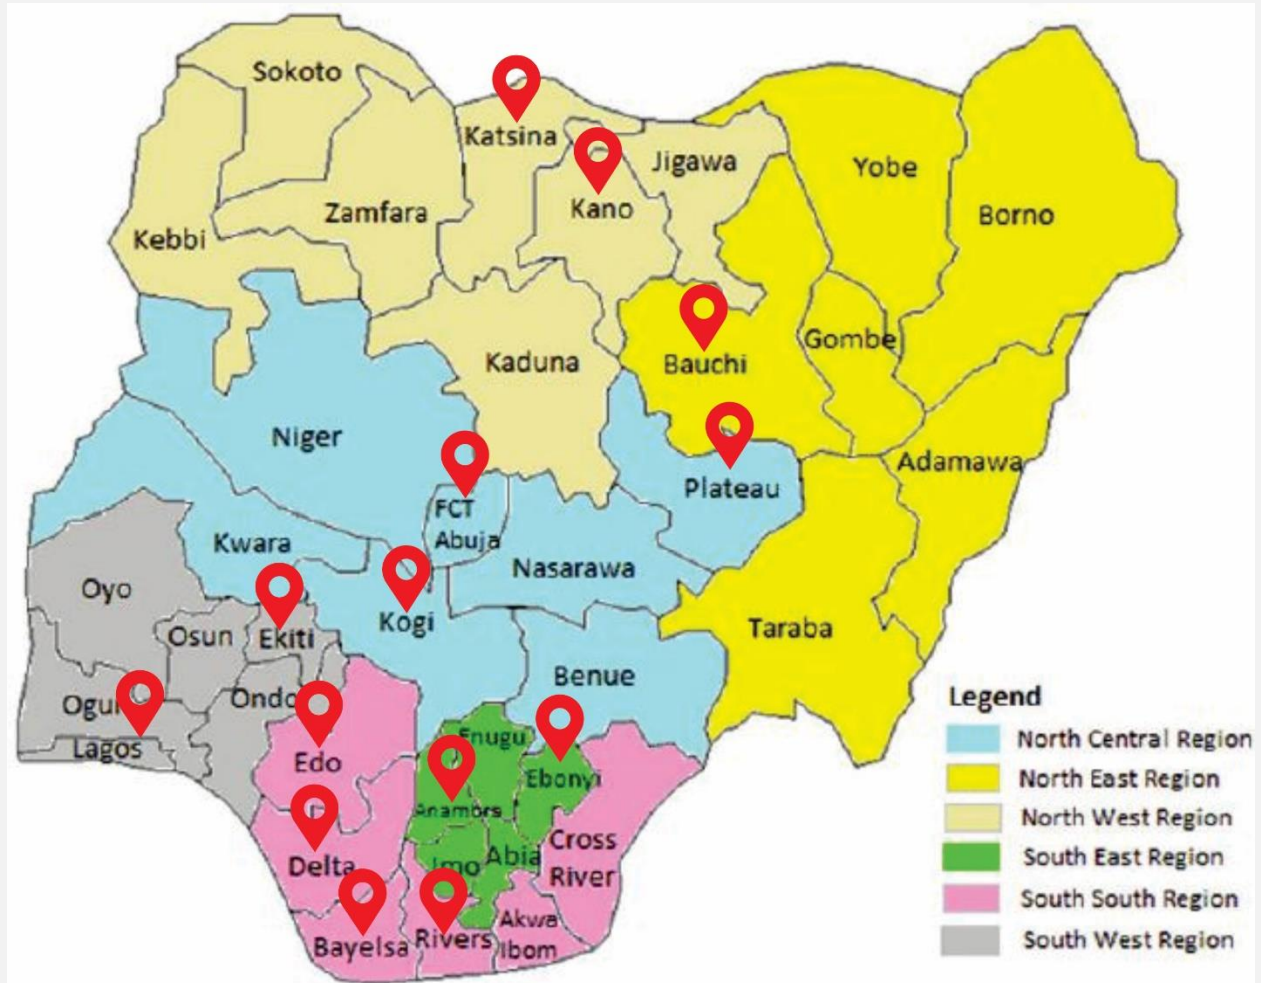 Sokoto
Katsina
Jigawa
Yobe
Kano
Zamfara
Borno
Kebbi
Gombe
Kaduna
Bauchi
Niger
Adamawa
Plateau
FCT
Abuja
Kwara
Nasarawa
Oyo
Kogi
Taraba
Osun
Ekiti
Benue
Ondo
Ogu
Lagos
Enugu
Edo
Ebonyi
Anamors
Cross
River
Abia
Imo
Delta
Akwa
Ibom
Rivers
Bayelsa
Legend
North Central Region
North East Region
North West Region
South East Region
South South Region
South West Region